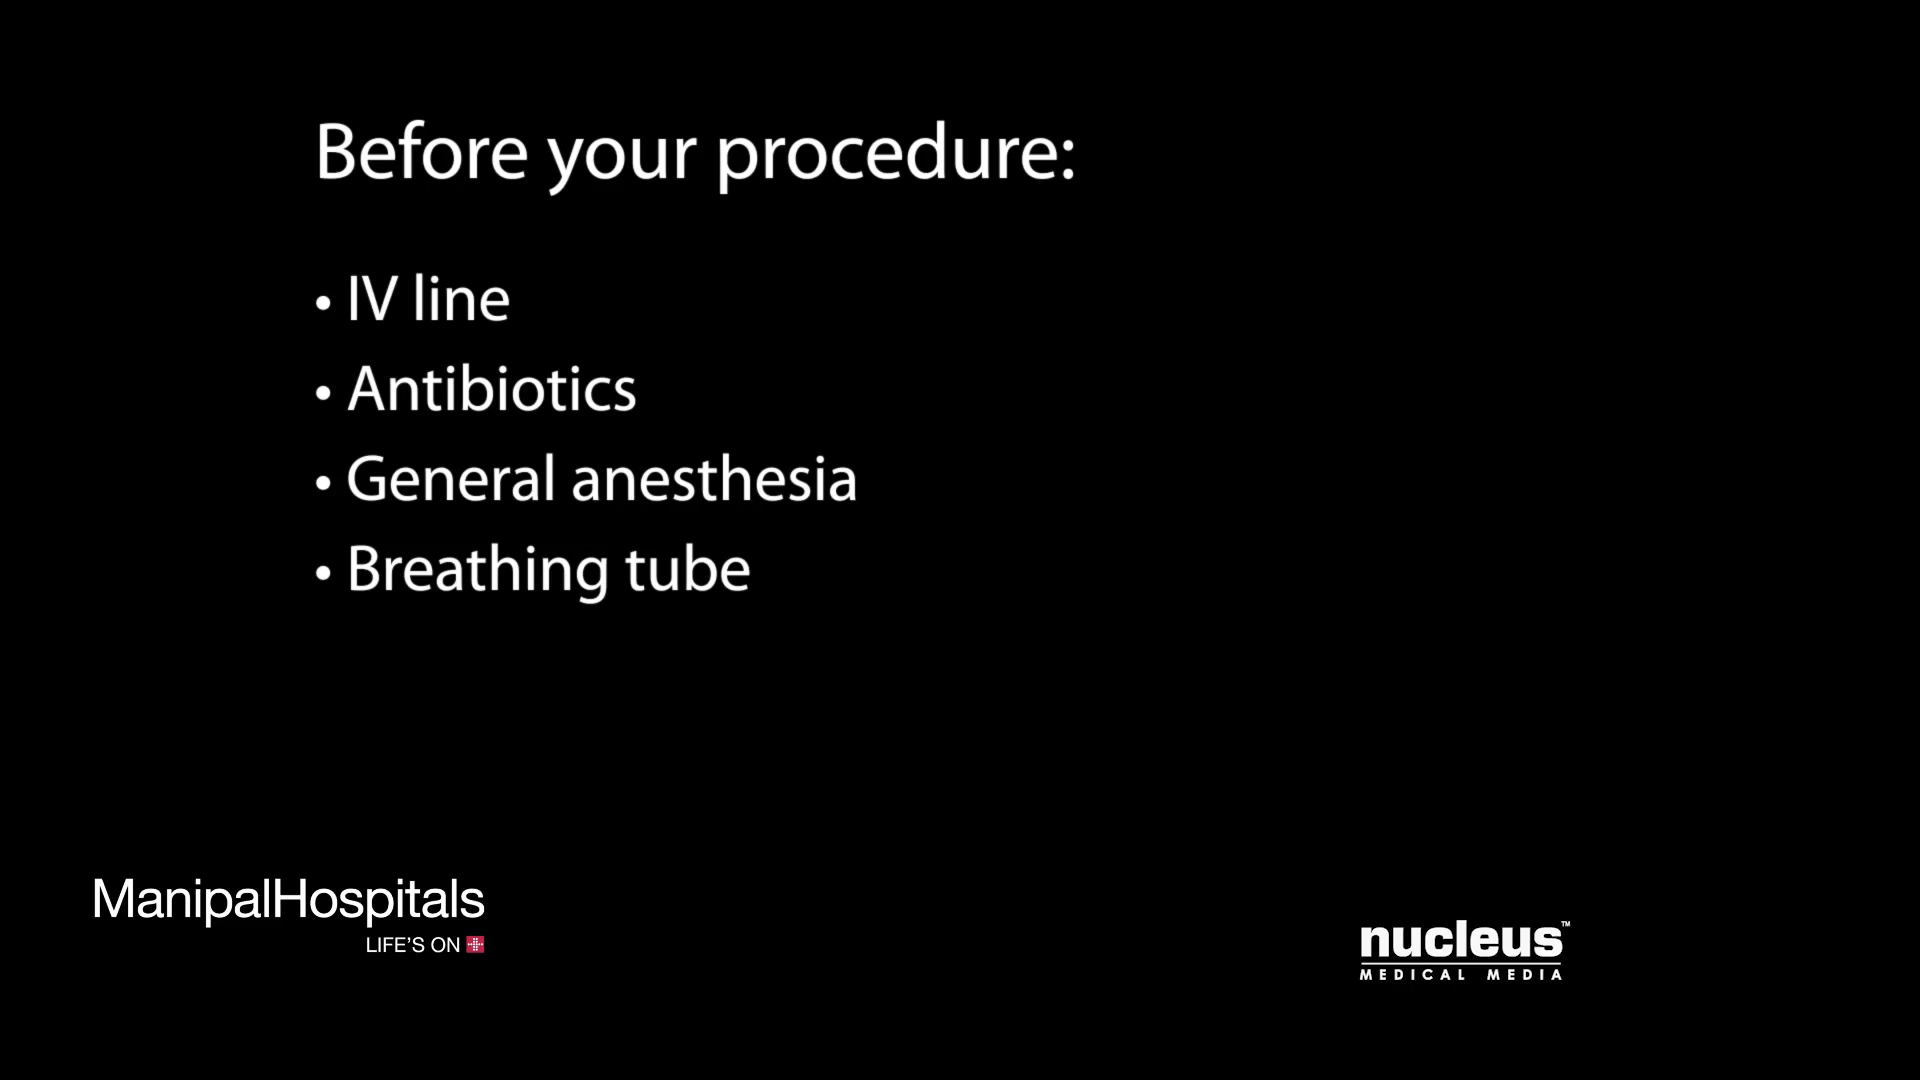 Before your procedure:
• IV line
• Antibiotics
• General anesthesia
• Breathing tube
ManipalHospitals
LIFE'S ON
nucleus™
MEDICAL MEDIA